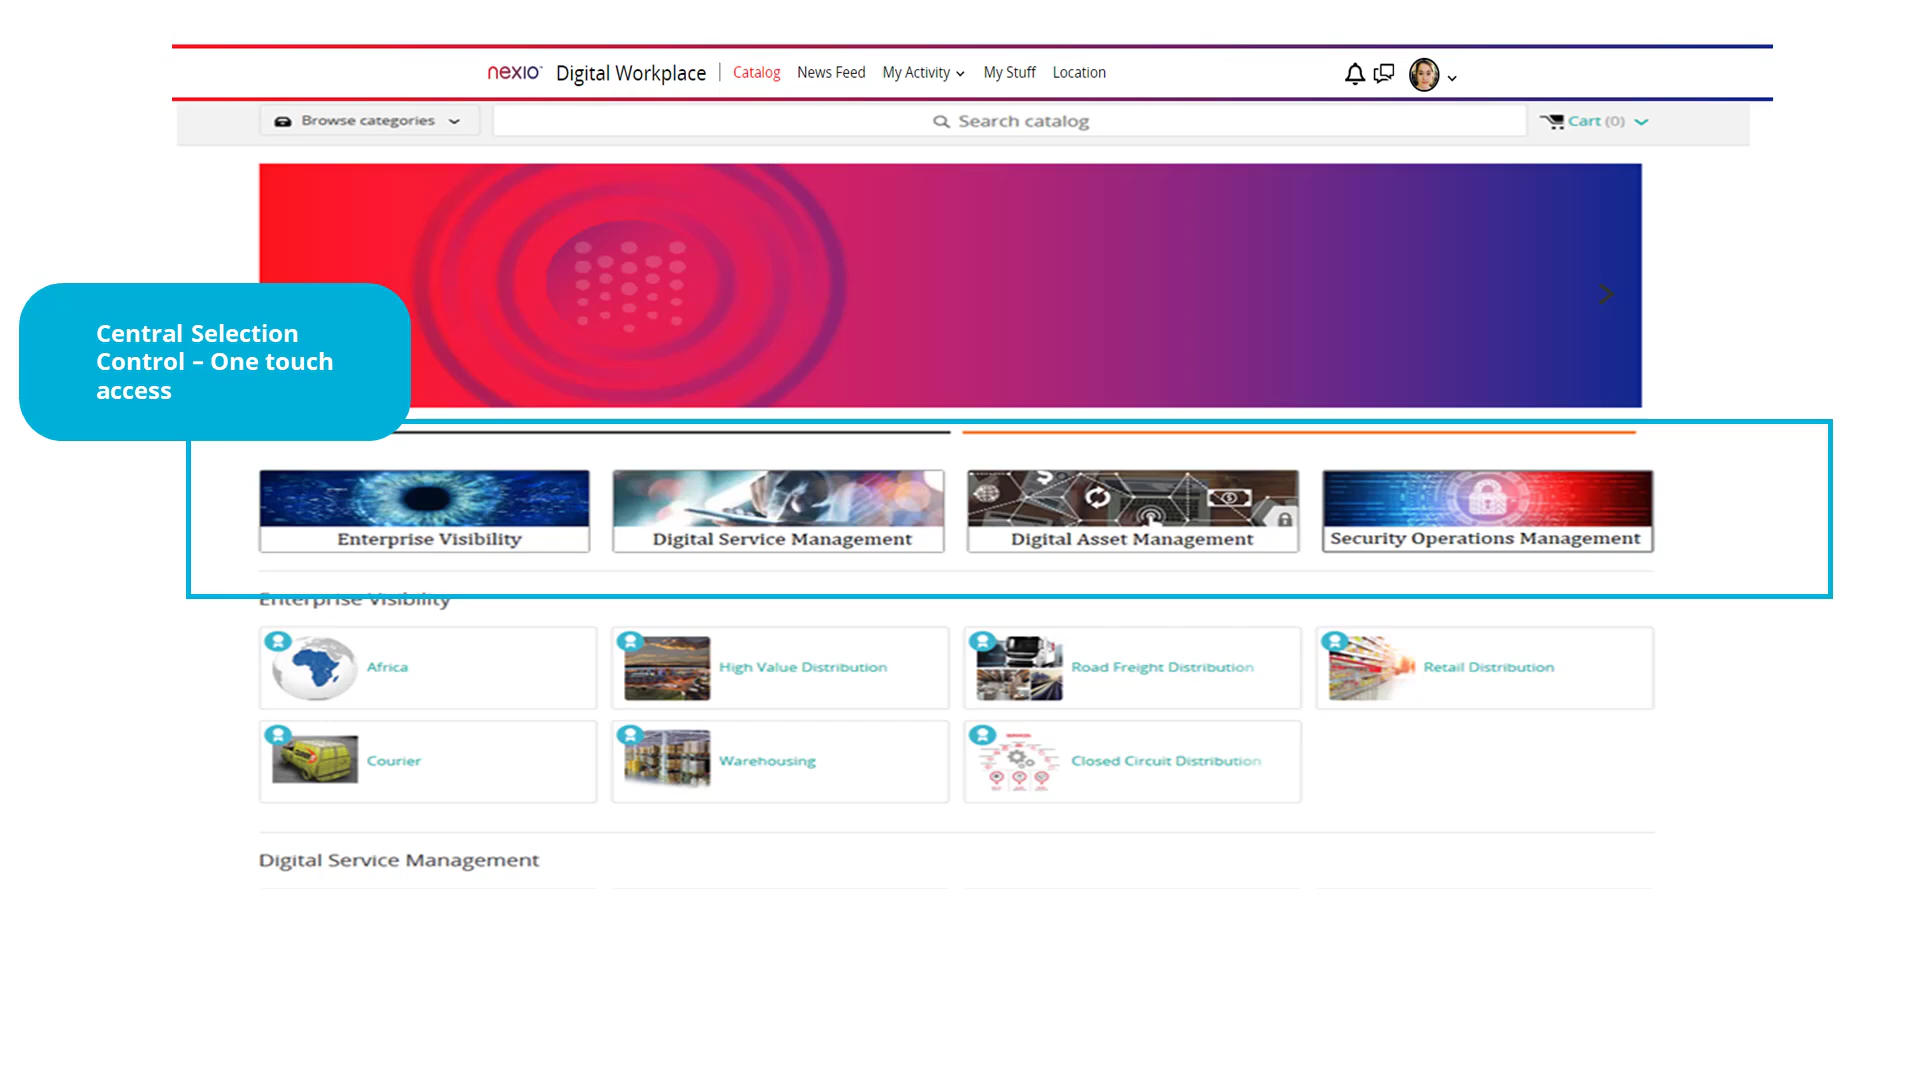 nexio Digital Workplace Catalog News Feed My Activity My Stuff Location
Browse categories Search catalog Cart (0)
Central Selection
Control – One touch
access
Enterprise Visibility Digital Service Management Digital Asset Management Security Operations Management
Enterprise Visibility
Africa High Value Distribution Road Freight Distribution Retail Distribution
Courier Warehousing Closed Circuit Distribution
Digital Service Management